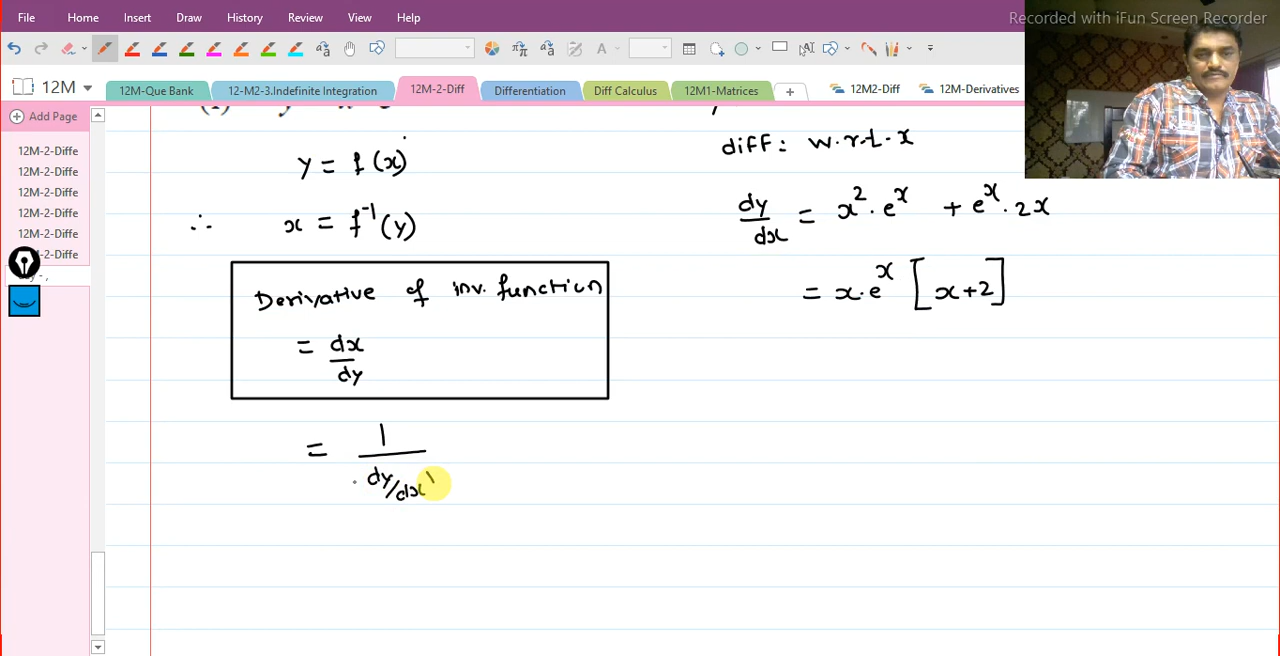 File Home Insert Draw History Review View Help
Recorded with iFun Screen Recorder
12M 12M-Que Bank 12-M2-3.Indefinite Integration 12M-2-Diff Differentiation Diff Calculus 12M1-Matrices + 12M2-Diff 12M-Derivatives
Add Page
12M-2-Diffe
12M-2-Diffe
12M-2-Diffe
12M-2-Diffe
12M-2-Diffe
-2-Diffe
y = f(x)
∴ x = f⁻¹(y)
Derivative of inv. function
= dx/dy
= 1/(dy/dx)
diff: w.r.t.x
dy/dx = x²·eˣ + eˣ·2x
= x·eˣ [x+2]